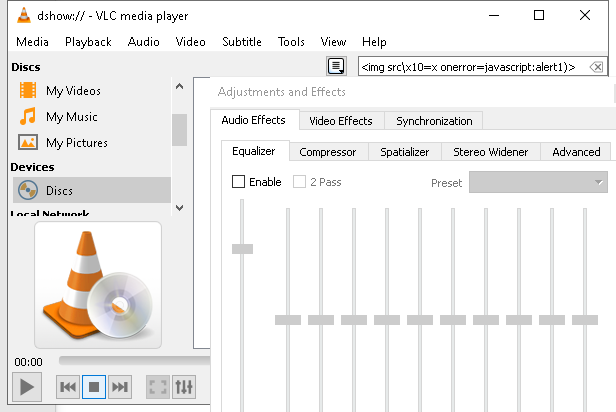 dshow:// - VLC media player
Media Playback Audio Video Subtitle Tools View Help
Discs
<img src\x10=x onerror=javascript:alert1)>
My Videos
My Music
My Pictures
Devices
Discs
Local Network
00:00
Adjustments and Effects
Audio Effects Video Effects Synchronization
Equalizer Compressor Spatializer Stereo Widener Advanced
Enable 2 Pass Preset